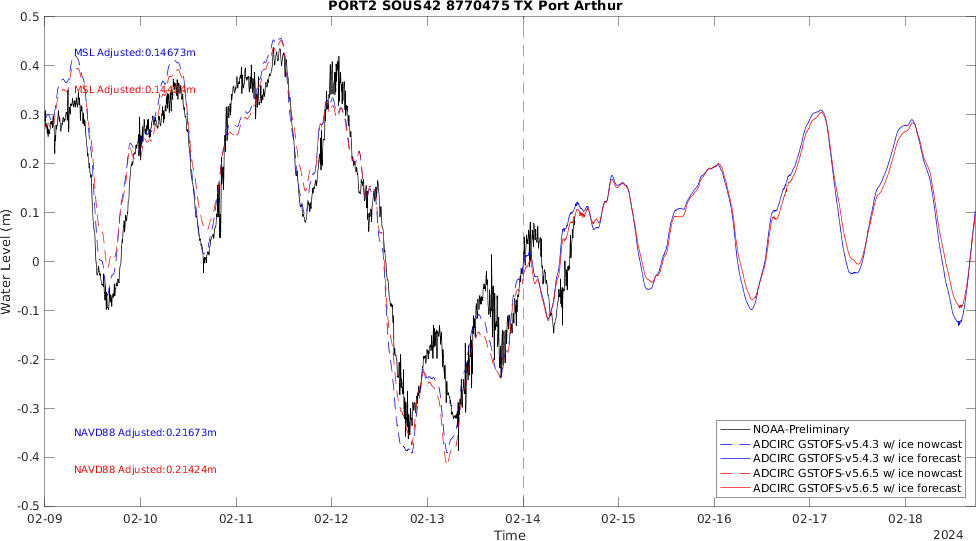 PORT2 SOUS42 8770475 TX Port Arthur
0.5
0.4
0.3
0.2
0.1
0
-0.1
-0.2
-0.3
-0.4
-0.5
Water Level (m)
MSL Adjusted:0.14673m
MSL Adjusted:
NAVD88 Adjusted:0.21673m
NAVD88 Adjusted:0.21424m
NOAA-Preliminary
ADCIRC GSTOFS-v5.4.3 w/ ice nowcast
ADCIRC GSTOFS-v5.4.3 w/ ice forecast
ADCIRC GSTOFS-v5.6.5 w/ ice nowcast
ADCIRC GSTOFS-v5.6.5 w/ ice forecast
02-09 02-10 02-11 02-12 02-13 02-14 02-15 02-16 02-17 02-18
Time
2024